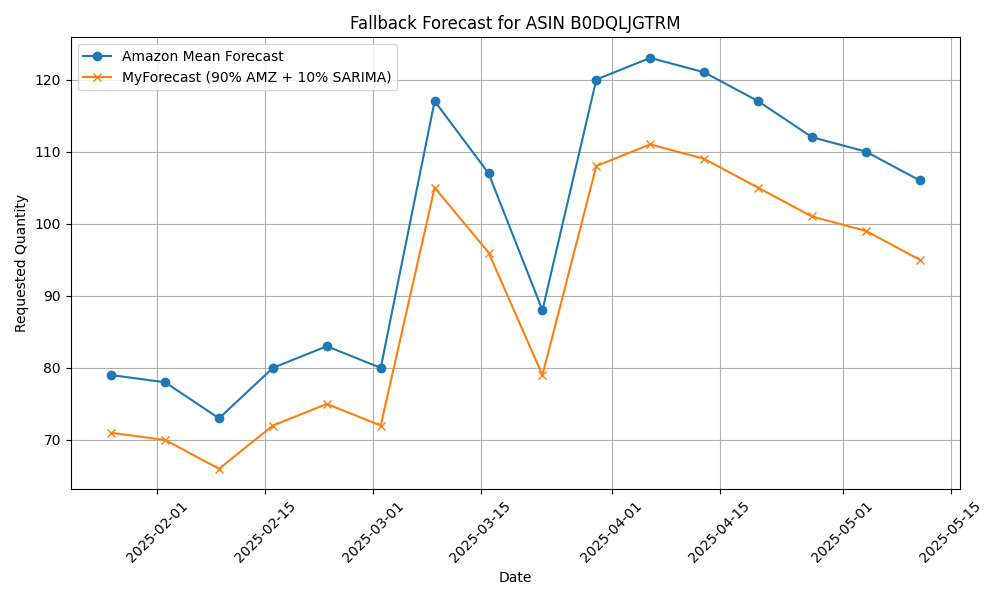 Fallback Forecast for ASIN B0DQLJGTRM
Amazon Mean Forecast
MyForecast (90% AMZ + 10% SARIMA)
Requested Quantity
120
110
100
90
80
70
2025-02-01
2025-02-15
2025-03-01
2025-03-15
2025-04-01
2025-04-15
2025-05-01
2025-05-15
Date